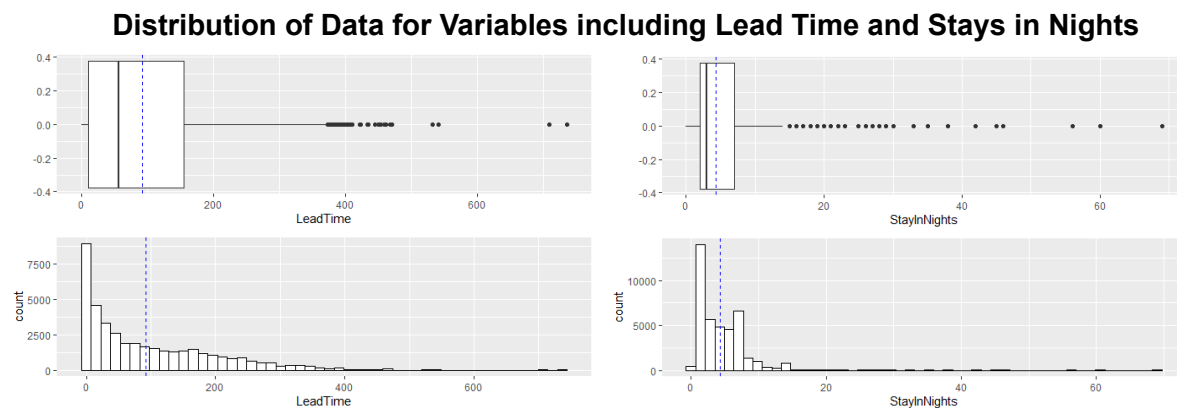 Distribution of Data for Variables including Lead Time and Stays in Nights
0.4
0.2
0.0
-0.2
-0.4
0 200 400 600
LeadTime
0.4
0.2
0.0
-0.2
-0.4
0 20 40 60
StayInNights
7500
5000
2500
0
count
0 200 400 600
LeadTime
10000
5000
0
count
0 20 40 60
StayInNights